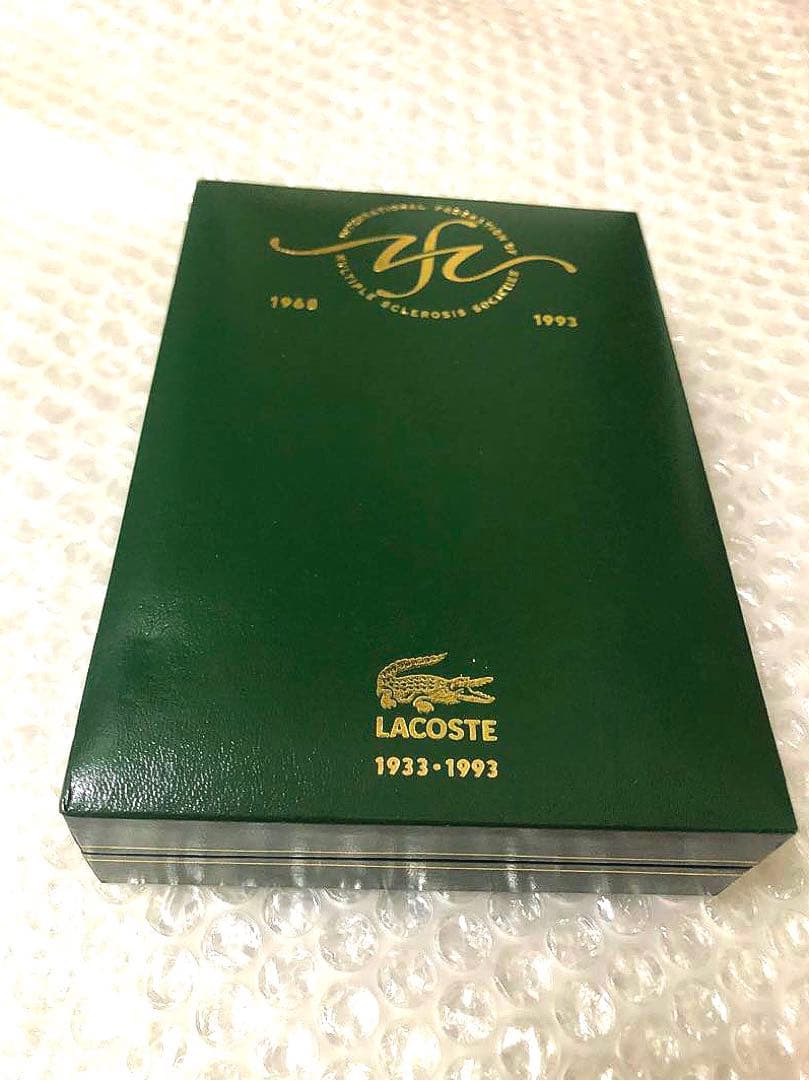 INTERNATIONAL FEDERATION OF
MULTIPLE SCLEROSIS SOCIETIES
1968
1993
LACOSTE
1933·1993